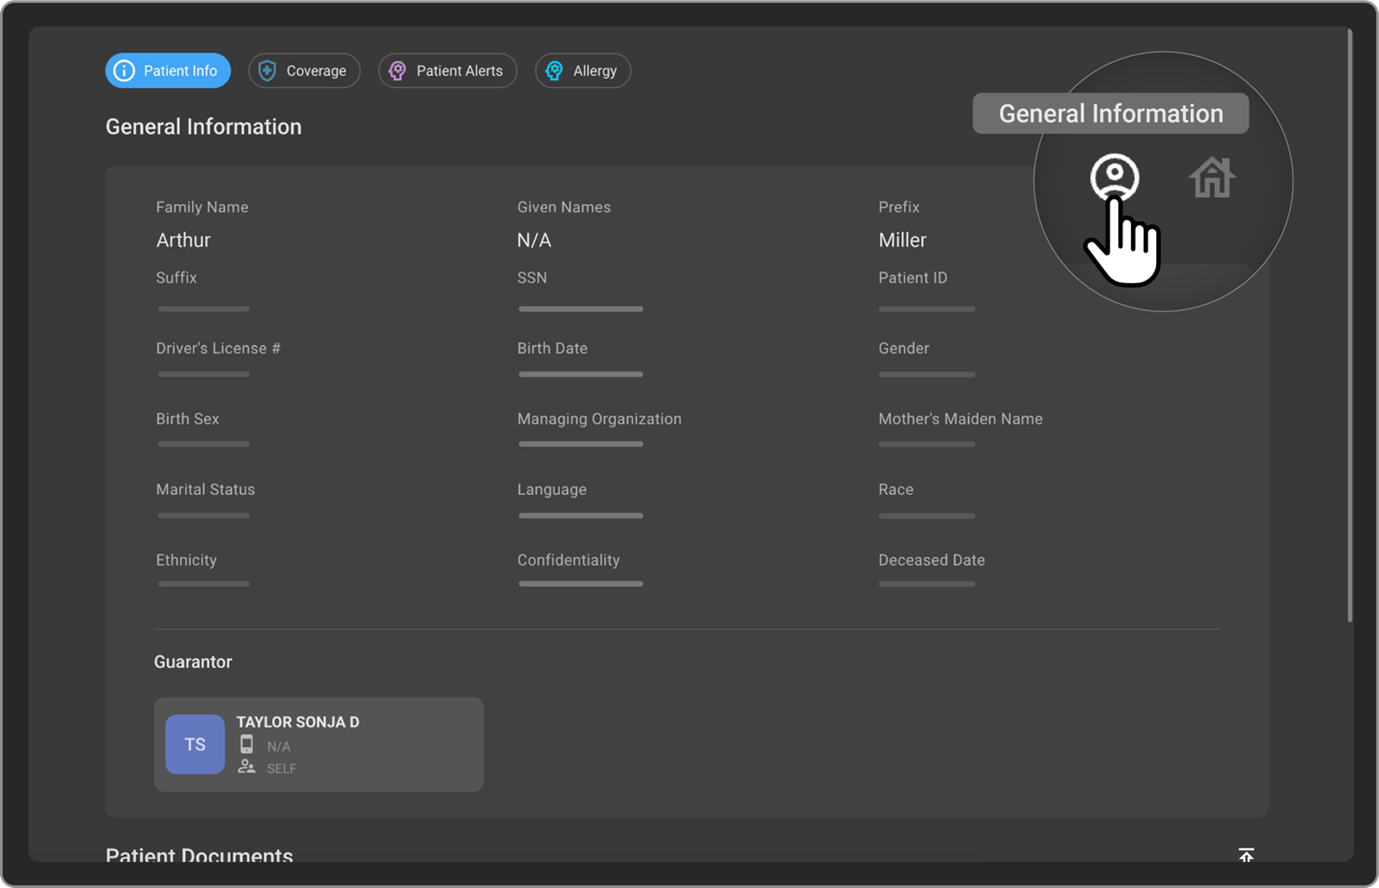 Patient Info Coverage Patient Alerts Allergy
General Information
General Information
Family Name Given Names Prefix
Arthur N/A Miller
Suffix SSN Patient ID
Driver's License # Birth Date Gender
Birth Sex Managing Organization Mother's Maiden Name
Marital Status Language Race
Ethnicity Confidentiality Deceased Date
Guarantor
TS
TAYLOR SONJA D
N/A
SELF
Patient Documents